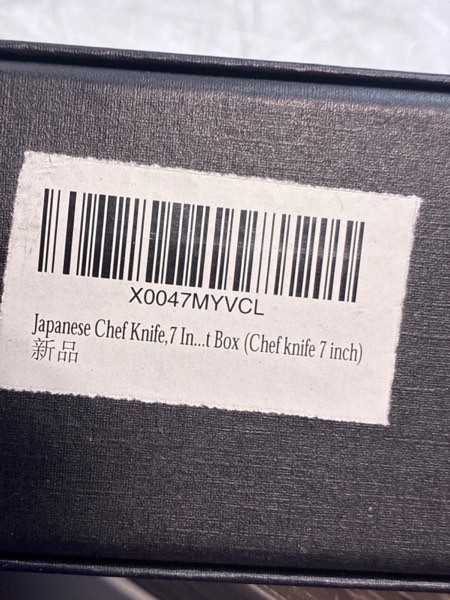 X0047MYVCL
Japanese Chef Knife,7 In...t Box (Chef knife 7 inch)
新品